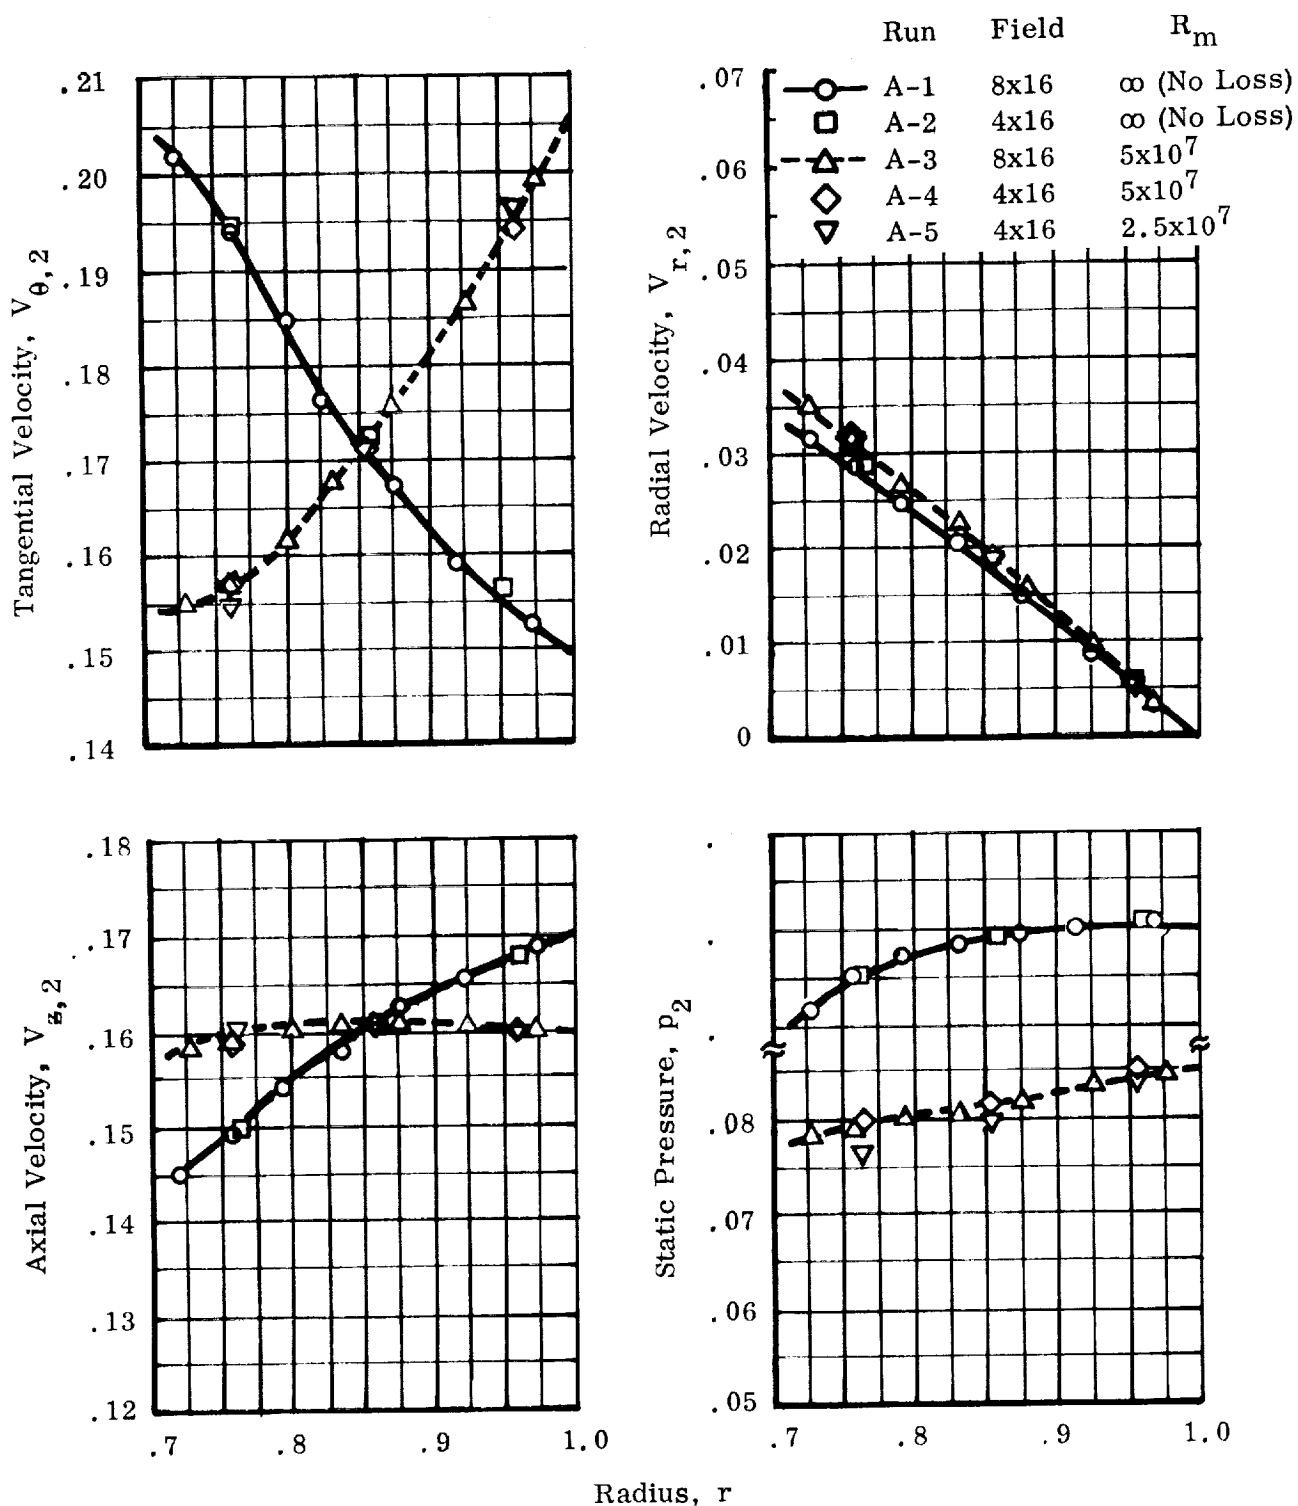 Run Field R_m
A-1 8x16 ∞ (No Loss)
A-2 4x16 ∞ (No Loss)
A-3 8x16 5x10^7
A-4 4x16 5x10^7
A-5 4x16 2.5x10^7
Tangential Velocity, V_θ,2
.21
.20
.19
.18
.17
.16
.15
.14
Radial Velocity, V_r,2
.07
.06
.05
.04
.03
.02
.01
0
Axial Velocity, V_z,2
.18
.17
.16
.15
.14
.13
.12
.7 .8 .9 1.0
Static Pressure, p_2
.08
.07
.06
.05
.7 .8 .9 1.0
Radius, r